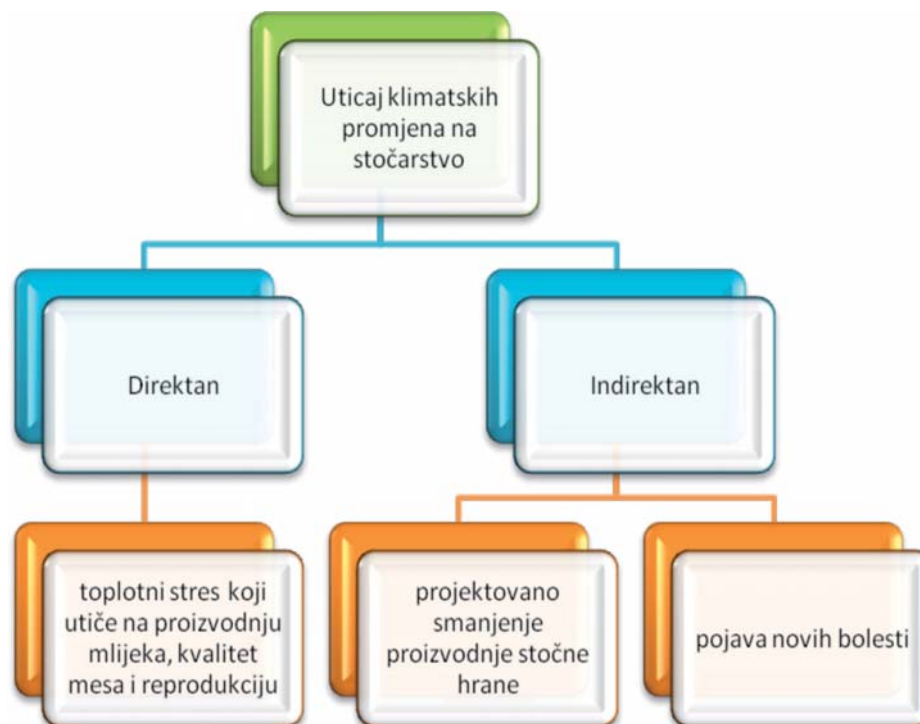 Uticaj klimatskih
promjena na
stočarstvo
Direktan
Indirektan
toplotni stres koji
utiče na proizvodnju
mlijeka, kvalitet
mesa i reprodukciju
projektovano
smanjenje
proizvodnje stočne
hrane
pojava novih bolesti